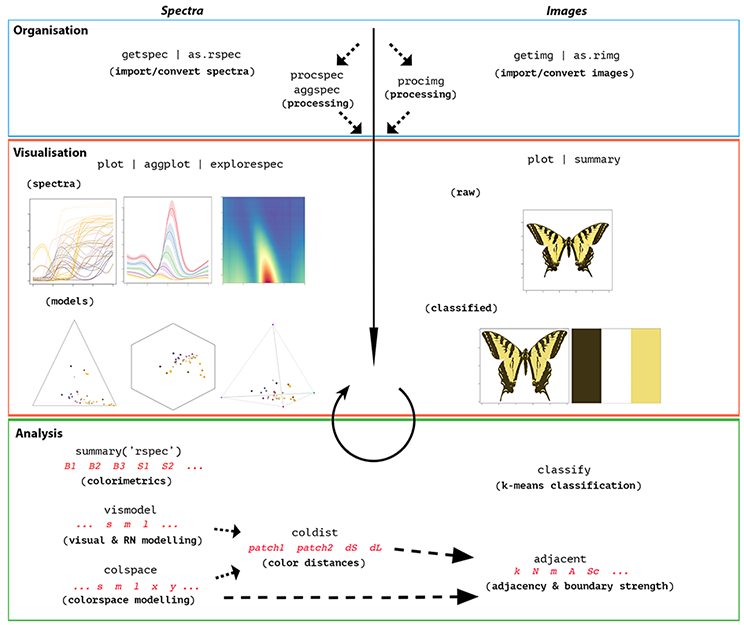 Spectra
Images
Organisation
getspec | as.rspec
(import/convert spectra)
procspec
aggspec
(processing)
procimg
(processing)
getimg | as.rimg
(import/convert images)
Visualisation
plot | aggplot | explorespec
(spectra)
(models)
plot | summary
(raw)
(classified)
Analysis
summary('rspec')
B1 B2 B3 S1 S2 ...
(colorimetrics)
vismodel
... s m l ...
(visual & RN modelling)
colspace
... s m l x y ...
(colorspace modelling)
coldist
patch1 patch2 dS dL
(color distances)
classify
(k-means classification)
adjacent
k N m A Sc ...
(adjacency & boundary strength)